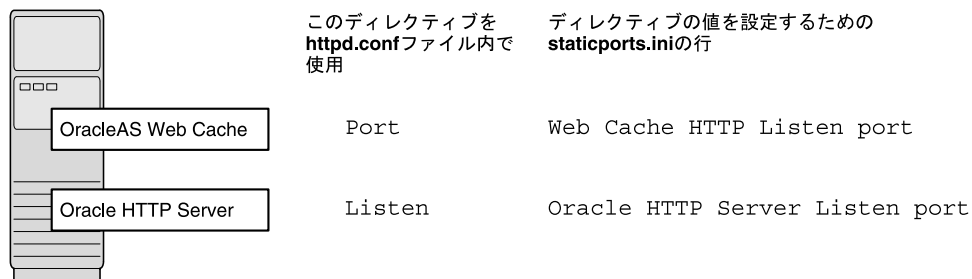 このディレクティブを
httpd.confファイル内で
使用
ディレクティブの値を設定するための
staticports.iniの行
OracleAS Web Cache
Port
Web Cache HTTP Listen port
Oracle HTTP Server
Listen
Oracle HTTP Server Listen port